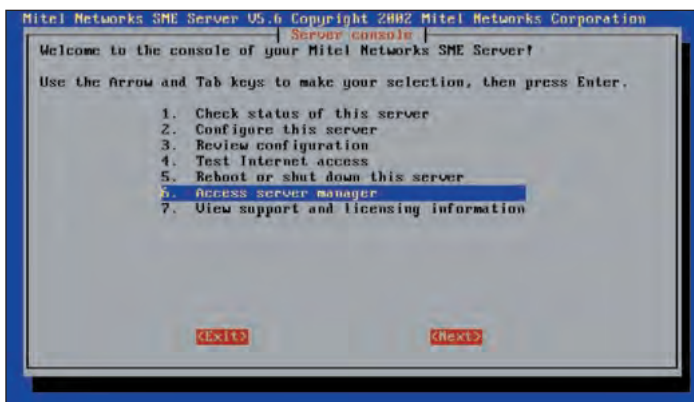 Mitel Networks SME Server V5.6 Copyright 2002 Mitel Networks Corporation
Server console
Welcome to the console of your Mitel Networks SME Server!
Use the Arrow and Tab keys to make your selection, then press Enter.
1. Check status of this server
2. Configure this server
3. Review configuration
4. Test Internet access
5. Reboot or shut down this server
6. Access server manager
7. View support and licensing information
<Exit> <Next>